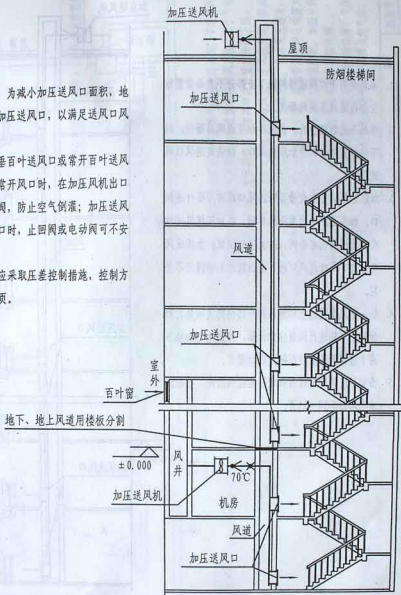 加压送风机
屋顶
防烟楼梯间
为减小加压送风口面积，地
加压送风口，以满足送风口风
加压送风口
垂百叶送风口或常开百叶送风
常开风口时，在加压风机出口
阀，防止空气倒灌；加压送风
口时，止回阀或电动阀可不安
风道
应采取压差控制措施，控制方
页。
加压送风口
室外
百叶窗
地下、地上风道用楼板分割
±0.000
风井
70℃
加压送风机
机房
风道
加压送风口